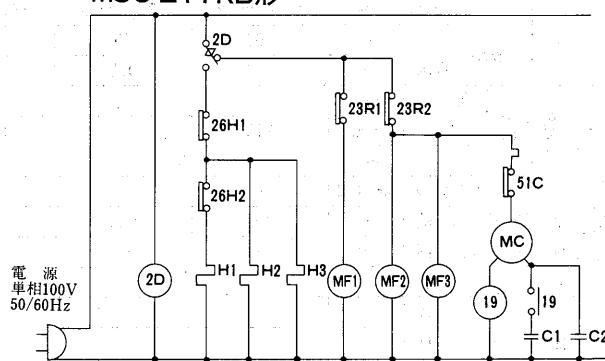 2D
26H1
23R1
23R2
26H2
51C
MC
H1
H2
H3
2D
MF1
MF2
MF3
19
19
C1
C2
電 源
単相100V
50/60Hz